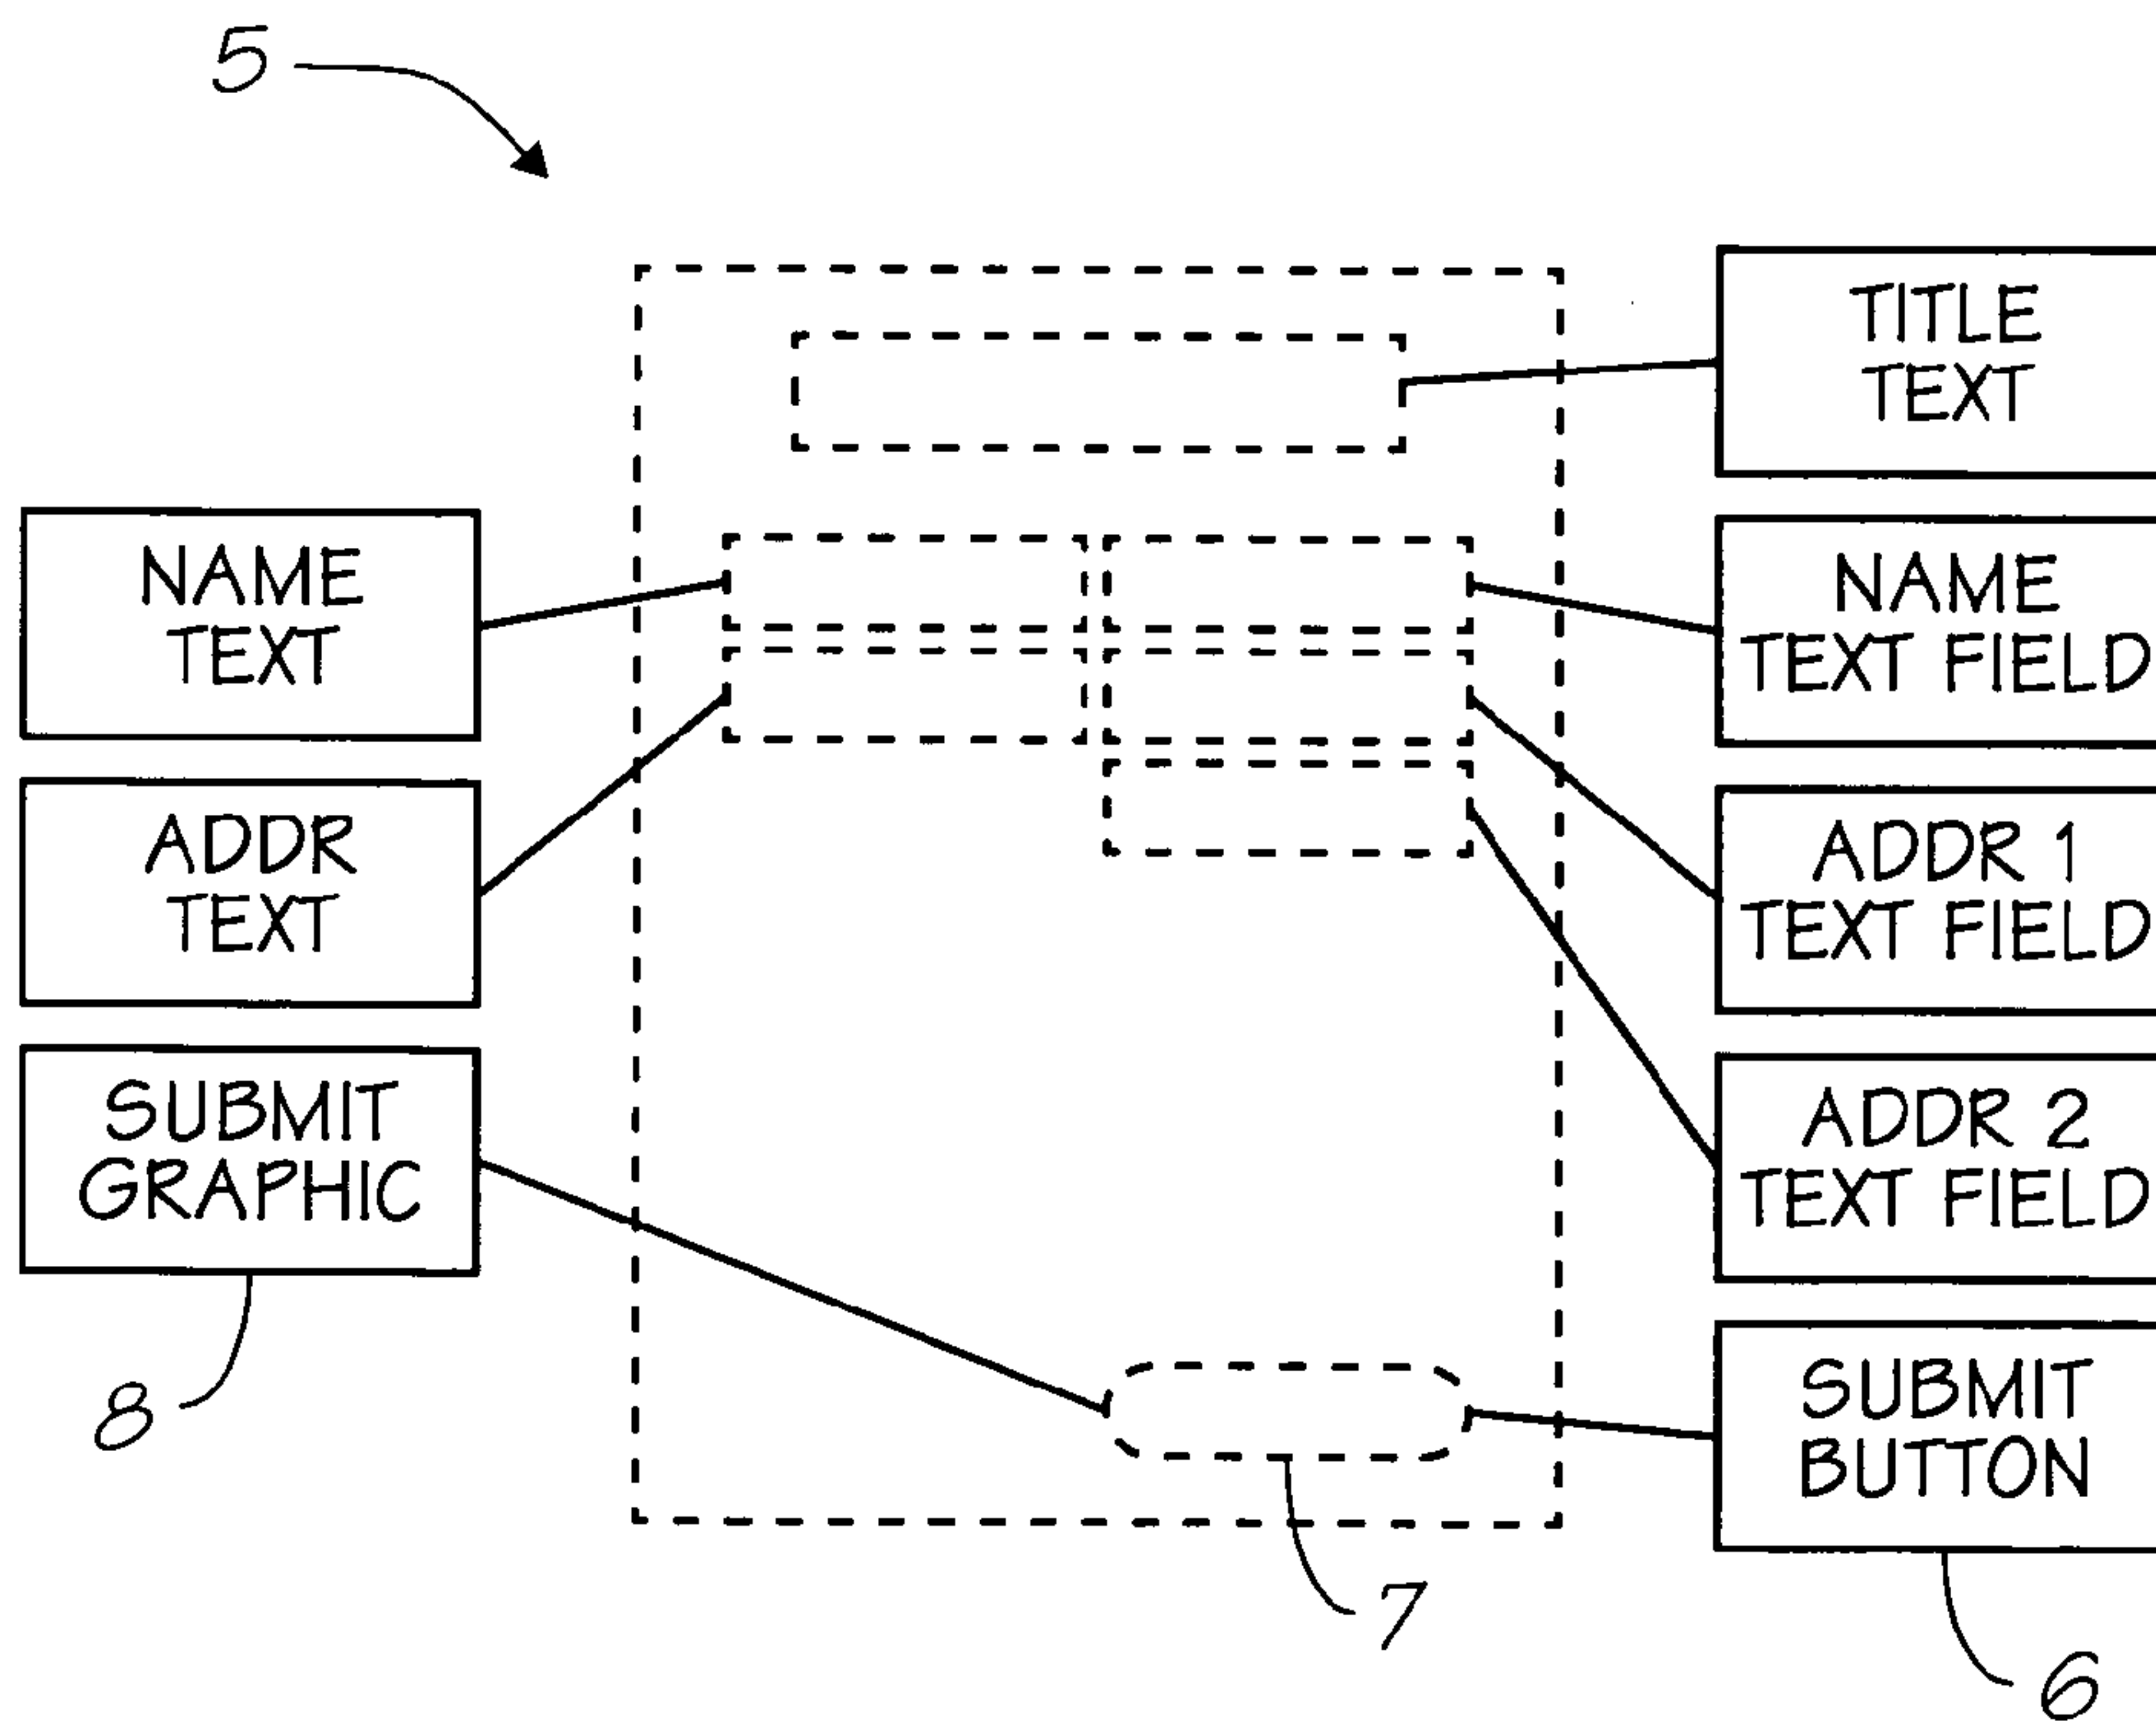 5
TITLE
TEXT
NAME
TEXT
NAME
TEXT FIELD
ADDR
TEXT
ADDR 1
TEXT FIELD
SUBMIT
GRAPHIC
ADDR 2
TEXT FIELD
8
SUBMIT
BUTTON
7
6